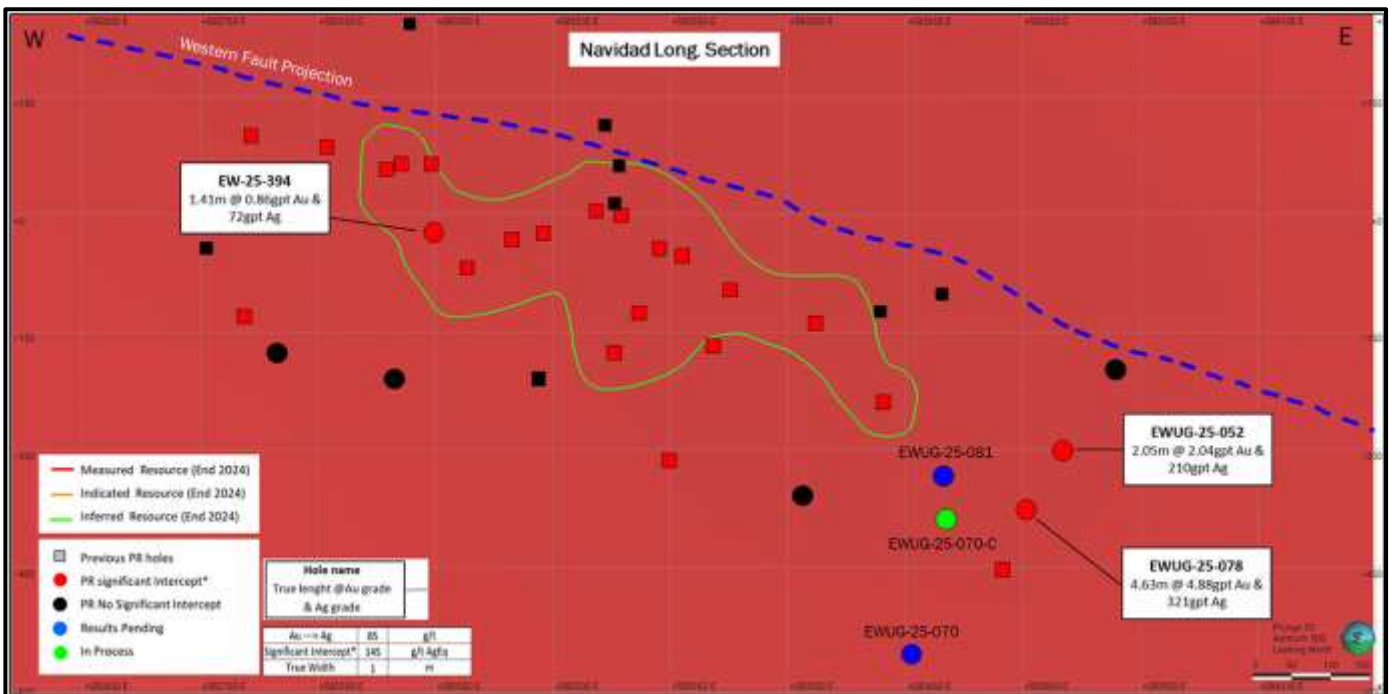 W
Navidad Long. Section
E
Western Fault Projection
EW-25-394
1.41m @ 0.86gpt Au &
72gpt Ag
EWUG-25-052
2.05m @ 2.04gpt Au &
210gpt Ag
EWUG-25-081
EWUG-25-070-C
EWUG-25-078
4.63m @ 4.88gpt Au &
321gpt Ag
EWUG-25-070
Measured Resource (End 2024)
Indicated Resource (End 2024)
Inferred Resource (End 2024)
Previous PR holes
PR significant Intercept*
PR No Significant Intercept
Results Pending
In Process
Hole name
True lenght @Au grade
& Ag grade
Au ---> Ag 85 g/t
Significant Intercept* 145 g/t AgEq
True Width 1 m
Looking North